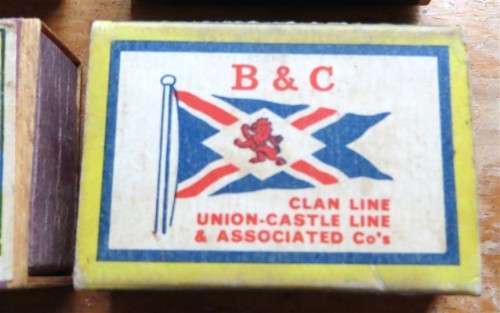 B & C
CLAN LINE
UNION-CASTLE LINE
& ASSOCIATED Co's